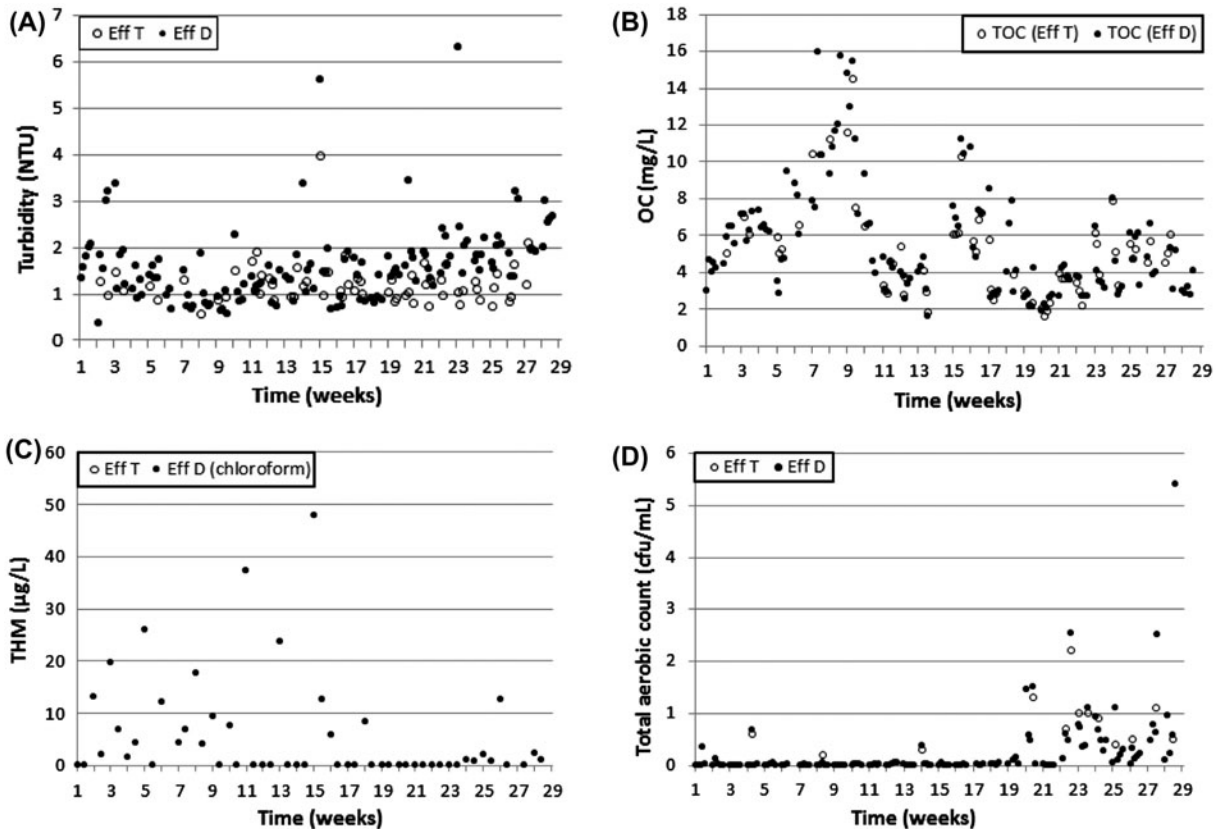 (A)
○ Eff T • Eff D
Turbidity (NTU)
7
6
5
4
3
2
1
0
1 3 5 7 9 11 13 15 17 19 21 23 25 27 29
Time (weeks)
(B)
○ TOC (Eff T) • TOC (Eff D)
OC (mg/L)
18
16
14
12
10
8
6
4
2
0
1 3 5 7 9 11 13 15 17 19 21 23 25 27 29
Time (weeks)
(C)
○ Eff T • Eff D (chloroform)
THM (µg/L)
60
50
40
30
20
10
0
1 3 5 7 9 11 13 15 17 19 21 23 25 27 29
Time (weeks)
(D)
○ Eff T • Eff D
Total aerobic count (cfu/mL)
6
5
4
3
2
1
0
1 3 5 7 9 11 13 15 17 19 21 23 25 27 29
Time (weeks)